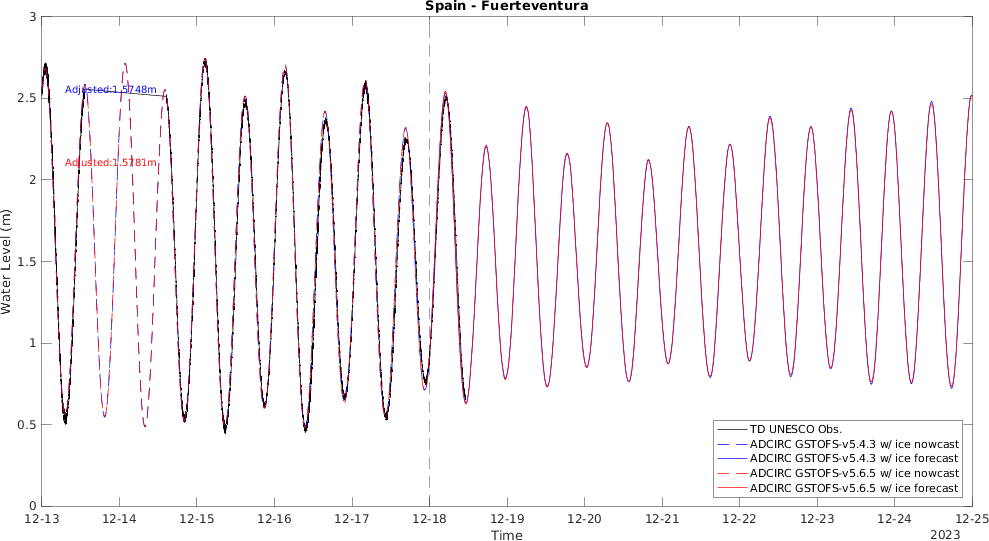 Spain - Fuerteventura
3
2.5
2
1.5
1
0.5
0
Water Level (m)
Adjusted:1.5748m
Adjusted:1.5781m
TD UNESCO Obs.
ADCIRC GSTOFS-v5.4.3 w/ ice nowcast
ADCIRC GSTOFS-v5.4.3 w/ ice forecast
ADCIRC GSTOFS-v5.6.5 w/ ice nowcast
ADCIRC GSTOFS-v5.6.5 w/ ice forecast
12-13 12-14 12-15 12-16 12-17 12-18 12-19 12-20 12-21 12-22 12-23 12-24 12-25
Time
2023